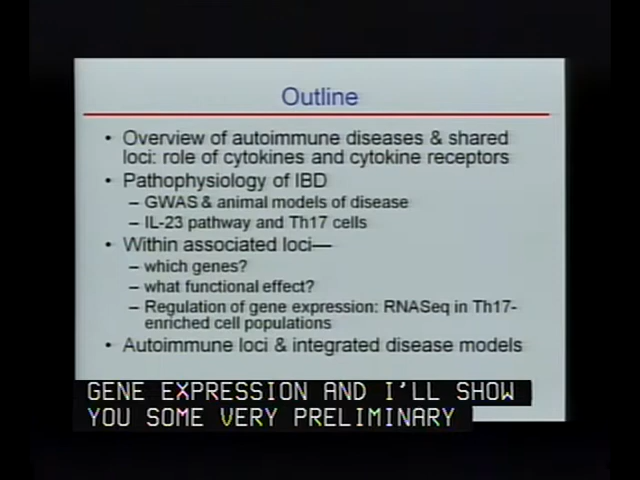 Outline
• Overview of autoimmune diseases & shared
loci: role of cytokines and cytokine receptors
• Pathophysiology of IBD
– GWAS & animal models of disease
– IL-23 pathway and Th17 cells
• Within associated loci—
– which genes?
– what functional effect?
– Regulation of gene expression: RNASeq in Th17-
enriched cell populations
• Autoimmune loci & integrated disease models
GENE EXPRESSION AND I'LL SHOW
YOU SOME VERY PRELIMINARY